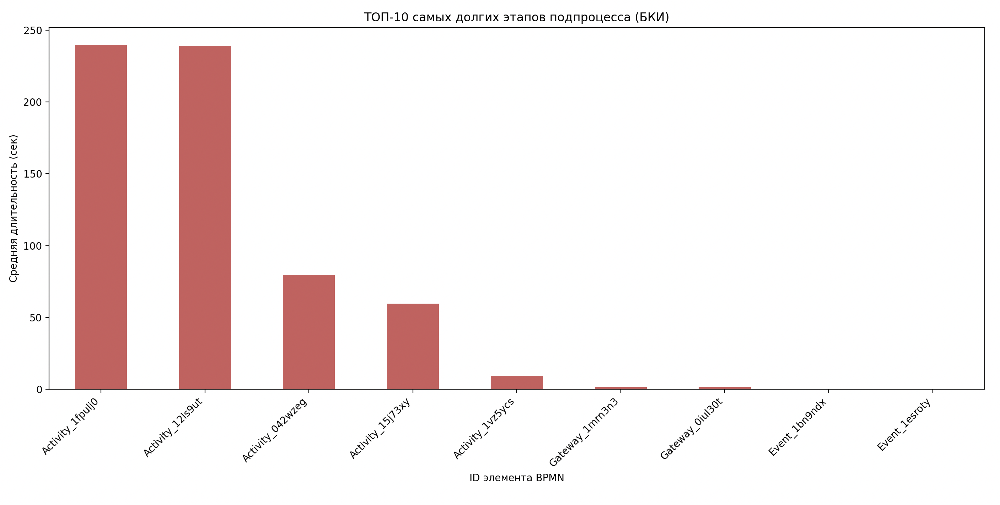 ТОП-10 самых долгих этапов подпроцесса (БКИ)
Средняя длительность (сек)
250
200
150
100
50
0
Activity_1fpulj0
Activity_12ls9ut
Activity_042wzeg
Activity_15j73xy
Activity_1vz5ycs
Gateway_1mrn3n3
Gateway_0iul30t
Event_1bn9ndx
Event_1esroty
ID элемента BPMN